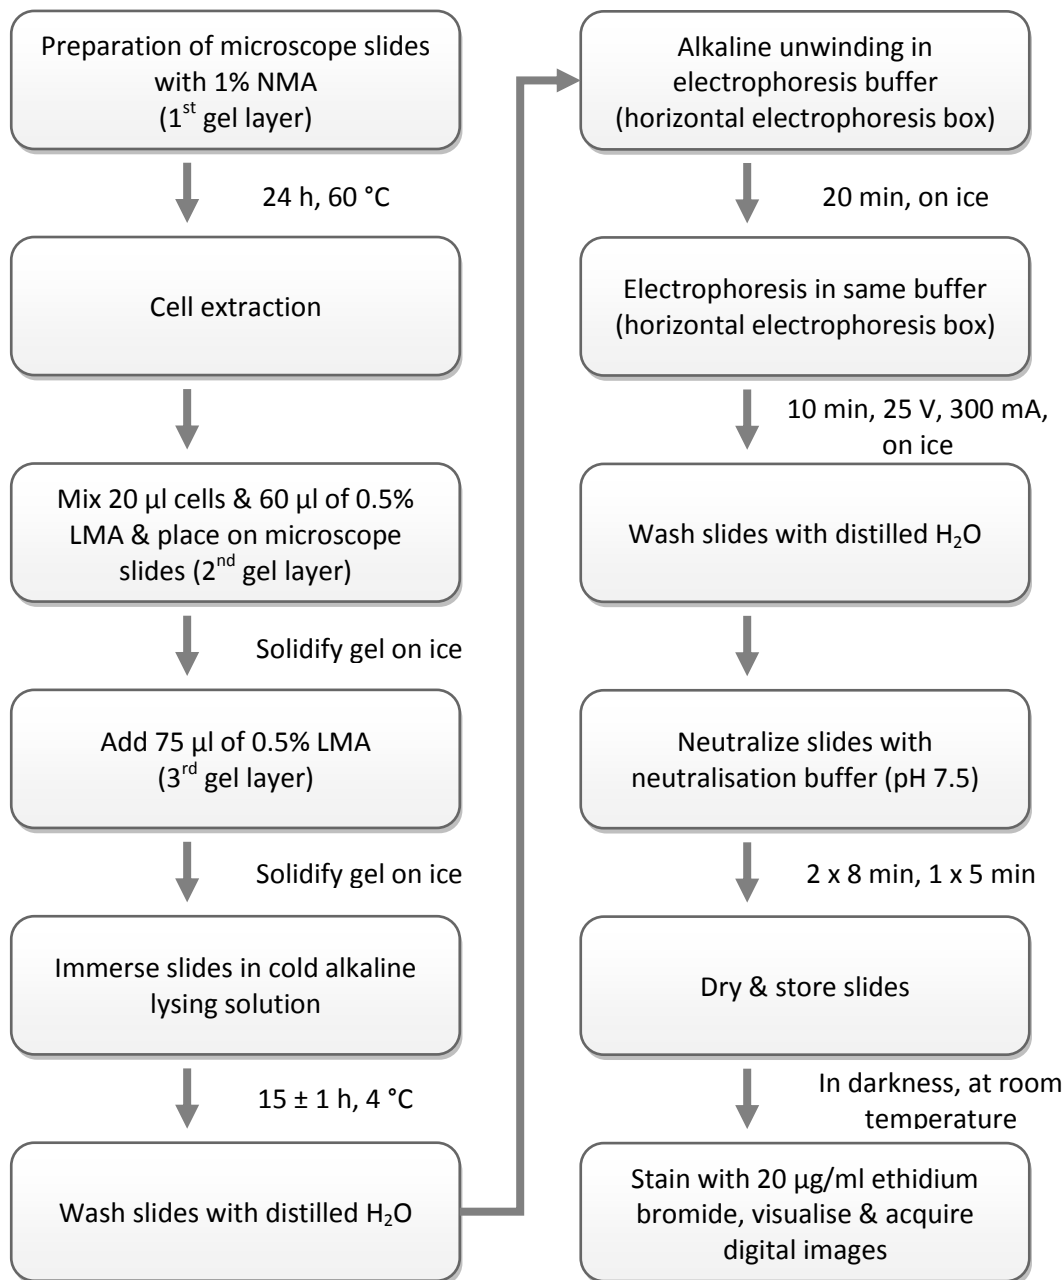 Preparation of microscope slides
with 1% NMA
(1st gel layer)
24 h, 60 °C
Cell extraction
Mix 20 µl cells & 60 µl of 0.5%
LMA & place on microscope
slides (2nd gel layer)
Solidify gel on ice
Add 75 µl of 0.5% LMA
(3rd gel layer)
Solidify gel on ice
Immerse slides in cold alkaline
lysing solution
15 ± 1 h, 4 °C
Wash slides with distilled H₂O
Alkaline unwinding in
electrophoresis buffer
(horizontal electrophoresis box)
20 min, on ice
Electrophoresis in same buffer
(horizontal electrophoresis box)
10 min, 25 V, 300 mA,
on ice
Wash slides with distilled H₂O
Neutralize slides with
neutralisation buffer (pH 7.5)
2 x 8 min, 1 x 5 min
Dry & store slides
In darkness, at room
temperature
Stain with 20 µg/ml ethidium
bromide, visualise & acquire
digital images